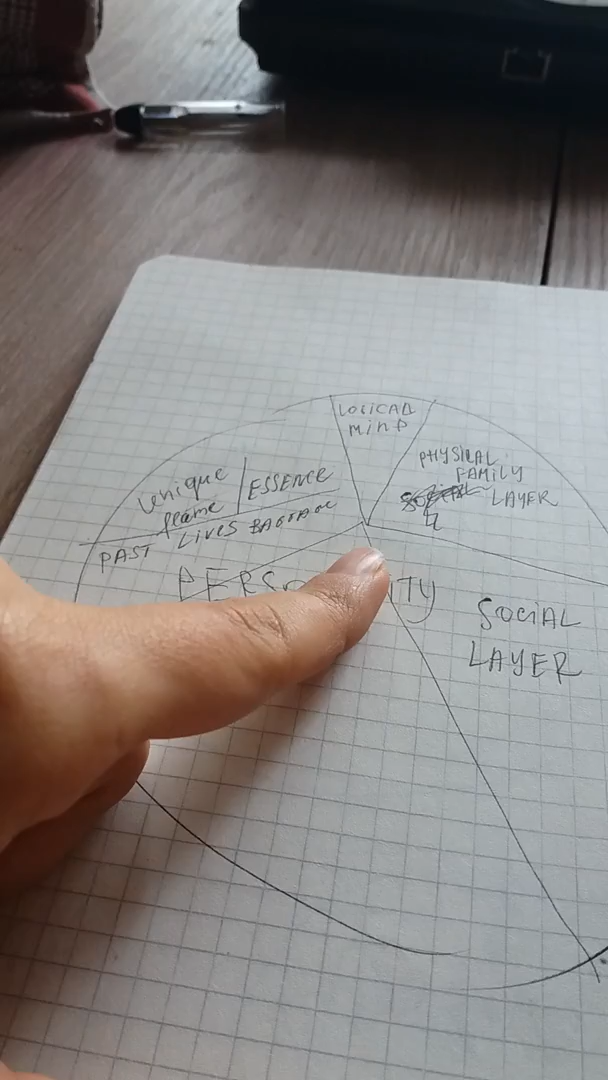 LOGICAL
MIND
PHYSICAL
FAMILY
LAYER
Unique
flame
ESSENCE
PAST LIVES BAGGAGE
SOCIAL
LAYER